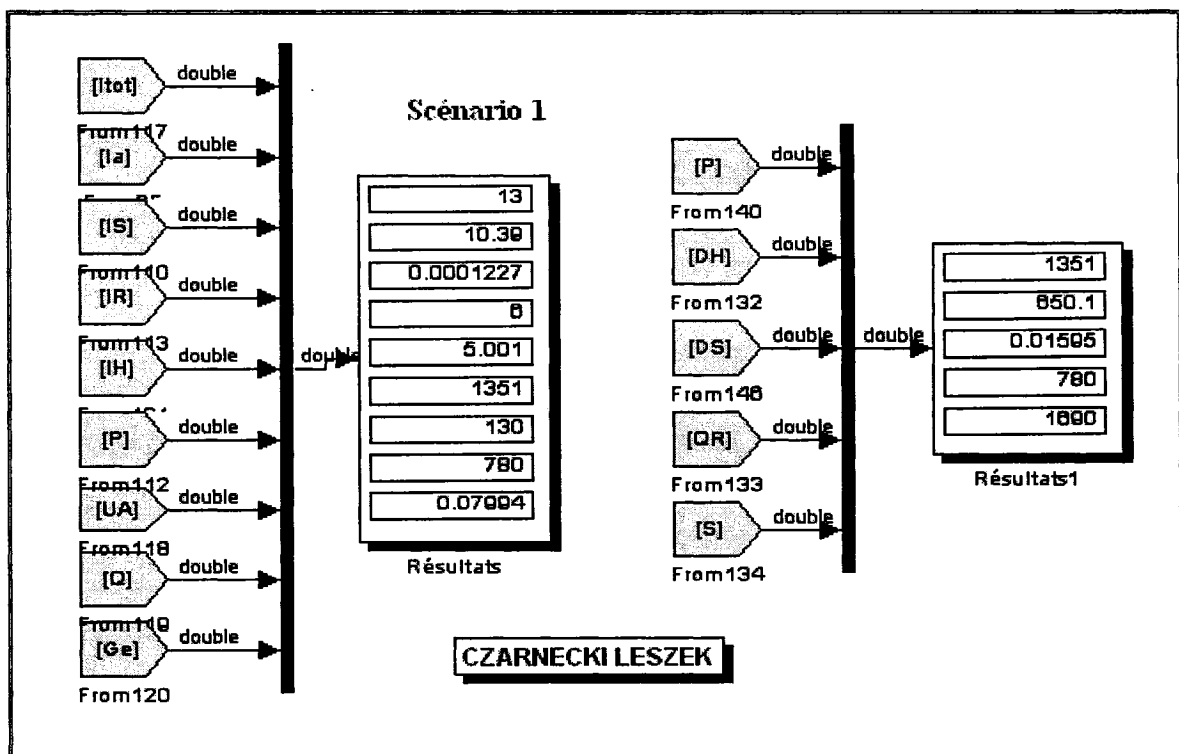 [Itot]
double
From117
[Ia]
double
[IS]
double
From110
[IR]
double
From113
[IH]
double
[P]
double
From112
[UA]
double
From118
[Q]
double
From119
[Ge]
double
From120
double
Scénario 1
13
10.39
0.0001227
6
5.001
1351
130
780
0.07994
Résultats
[P]
double
From140
[DH]
double
From132
[DS]
double
From146
[QR]
double
From133
[S]
double
From134
double
1351
650.1
0.01595
780
1690
Résultats1
CZARNECKI LESZEK